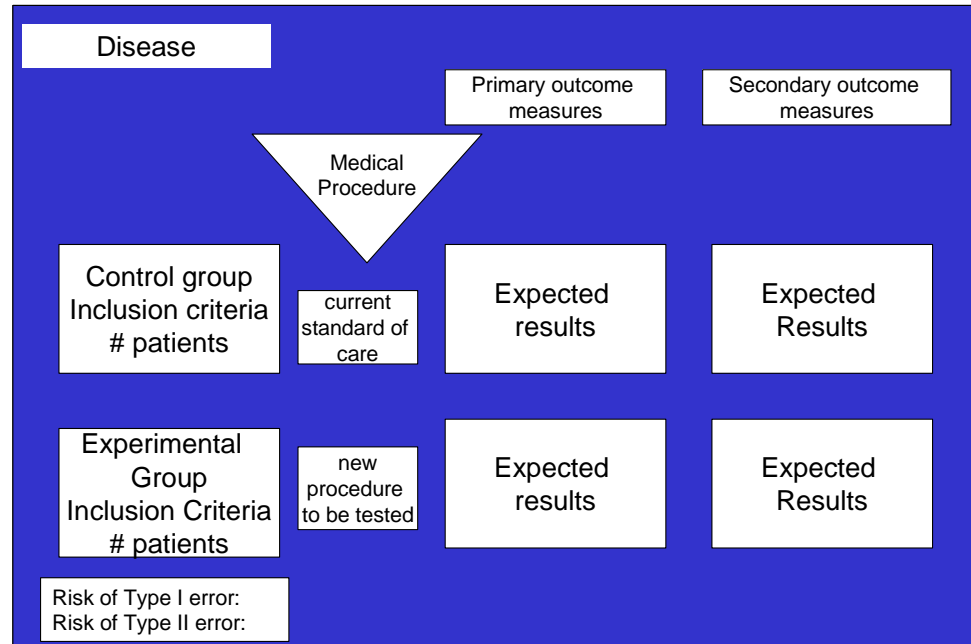 Disease
Primary outcome
measures
Secondary outcome
measures
Medical
Procedure
Control group
Inclusion criteria
# patients
current
standard of
care
Expected
results
Expected
Results
Experimental
Group
Inclusion Criteria
# patients
new
procedure
to be tested
Expected
results
Expected
Results
Risk of Type I error:
Risk of Type II error: